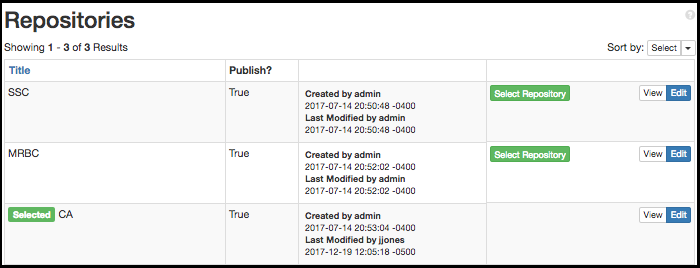 Repositories
?
Showing 1 - 3 of 3 Results
Sort by: Select
Title Publish?
SSC True Created by admin Select Repository View Edit
2017-07-14 20:50:48 -0400
Last Modified by admin
2017-07-14 20:50:48 -0400
MRBC True Created by admin Select Repository View Edit
2017-07-14 20:52:02 -0400
Last Modified by admin
2017-07-14 20:52:02 -0400
Selected CA True Created by admin View Edit
2017-07-14 20:53:04 -0400
Last Modified by jjones
2017-12-19 12:05:18 -0500